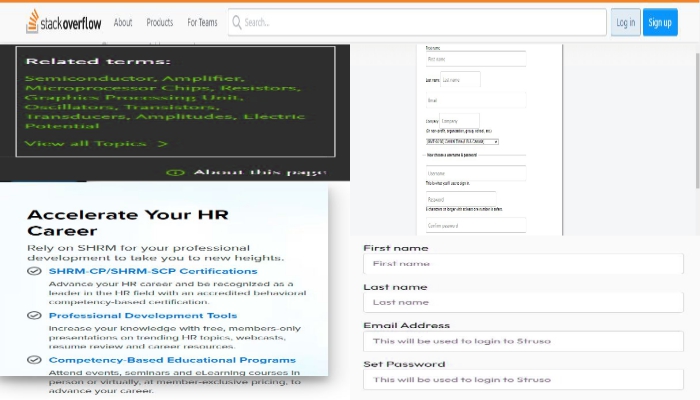 stackoverflow
About
Products
For Teams
Search...
Log in
Sign up
Related terms:
Semiconductor, Amplifier,
Microprocessor Chips, Resistors,
Graphics Processing Unit,
Oscillators, Transistors,
Transducers, Amplitudes, Electric
Potential
View all Topics >
About this page
Accelerate Your HR
Career
Rely on SHRM for your professional
development to take you to new heights.
SHRM-CP/SHRM-SCP Certifications
Advance your HR career and be recognized as a
leader in the HR field with an accredited behavioral
competency-based certification.
Professional Development Tools
Increase your knowledge with free, members-only
presentations on trending HR topics, webcasts,
resume review and career resources.
Competency-Based Educational Programs
Attend events, seminars and eLearning courses in
person or virtually, at member-exclusive pricing, to
advance your career.
First name
First name
Last name
Last name
Email
Company
Company
Username
Password
Confirm password
First name
First name
Last name
Last name
Email Address
This will be used to login to Struso
Set Password
This will be used to login to Struso